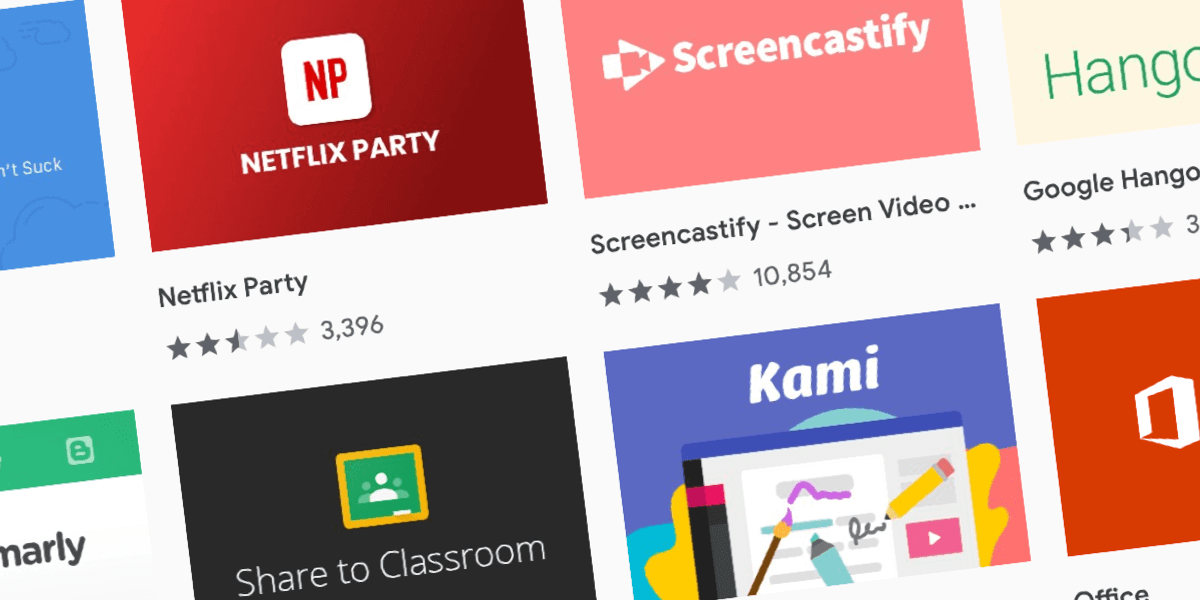 n't Suck
NP
NETFLIX PARTY
Netflix Party
3,396
Screencastify
Screencastify - Screen Video ...
10,854
Hango
Google Hango
3
marly
Share to Classroom
Kami
Office